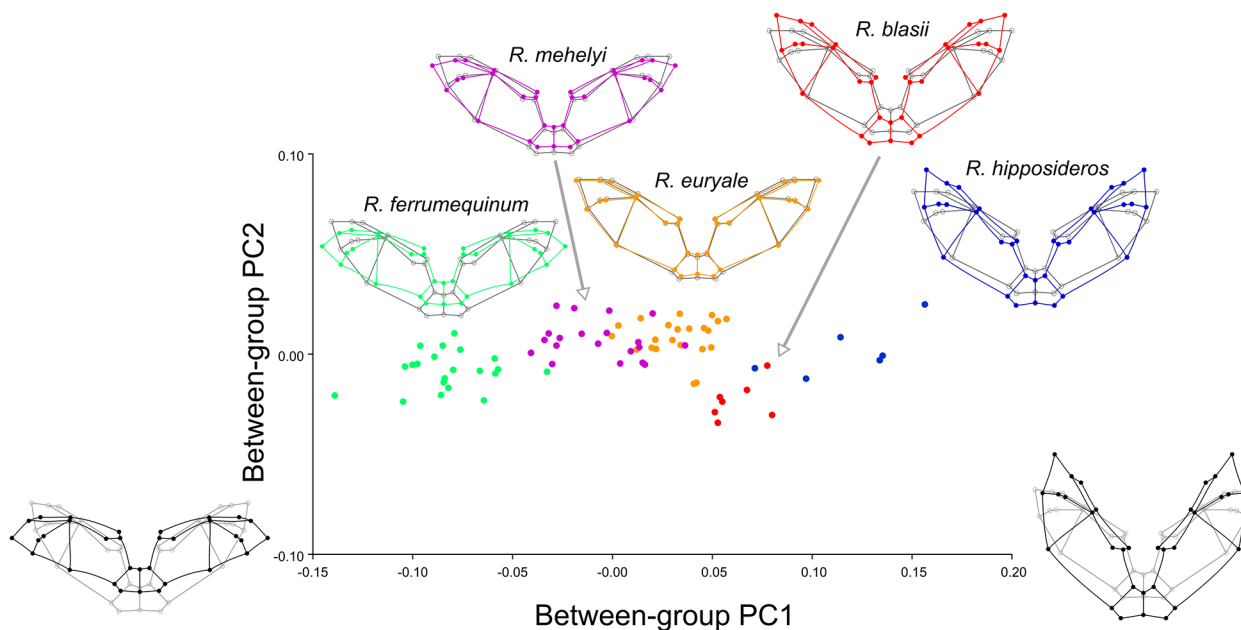 R. blasii
R. mehelyi
R. hipposideros
R. euryale
R. ferrumequinum
0.10
0.00
-0.10
Between-group PC2
-0.15
-0.10
-0.05
-0.00
0.05
0.10
0.15
0.20
Between-group PC1